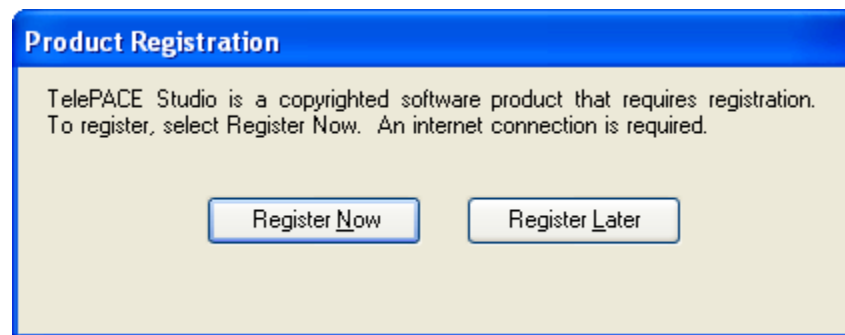 Product Registration
TelePACE Studio is a copyrighted software product that requires registration.
To register, select Register Now. An internet connection is required.
Register Now
Register Later